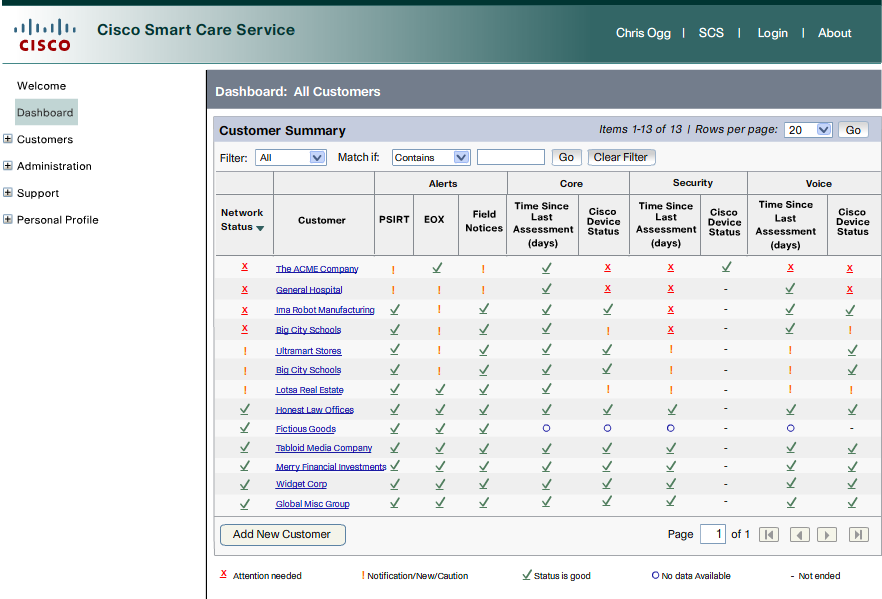 CISCO
Cisco Smart Care Service
Chris Ogg | SCS | Login | About
Welcome
Dashboard
Customers
Administration
Support
Personal Profile
Dashboard: All Customers
Customer Summary
Items 1-13 of 13 | Rows per page: 20 Go
Filter: All Match if: Contains Go Clear Filter
Alerts Core Security Voice
Network Status Customer PSIRT EOX Field Notices Time Since Last Assessment (days) Cisco Device Status Time Since Last Assessment (days) Cisco Device Status Time Since Last Assessment (days) Cisco Device Status
X The ACME Company ! ✓ ! ✓ X X ✓ X X
X General Hospital ! ! ! ✓ X X - ✓ X
X Ima Robot Manufacturing ✓ ! ✓ ✓ ✓ X - ✓ ✓
X Big City Schools ✓ ! ✓ ✓ ! X - ✓ !
! Ultramart Stores ✓ ! ✓ ✓ ✓ ! - ! ✓
! Big City Schools ✓ ! ✓ ✓ ✓ ! - ! ✓
! Lotsa Real Estate ✓ ✓ ✓ ✓ ! ! - ! !
✓ Honest Law Offices ✓ ✓ ✓ ✓ ✓ ✓ - ✓ ✓
✓ Fictious Goods ✓ ✓ ✓ O O O - O -
✓ Tabloid Media Company ✓ ✓ ✓ ✓ ✓ ✓ - ✓ ✓
✓ Merry Financial Investments ✓ ✓ ✓ ✓ ✓ ✓ - ✓ ✓
✓ Widget Corp ✓ ✓ ✓ ✓ ✓ ✓ - ✓ ✓
✓ Global Misc Group ✓ ✓ ✓ ✓ ✓ ✓ - ✓ ✓
Add New Customer Page 1 of 1
X Attention needed ! Notification/New/Caution ✓ Status is good O No data Available - Not ended